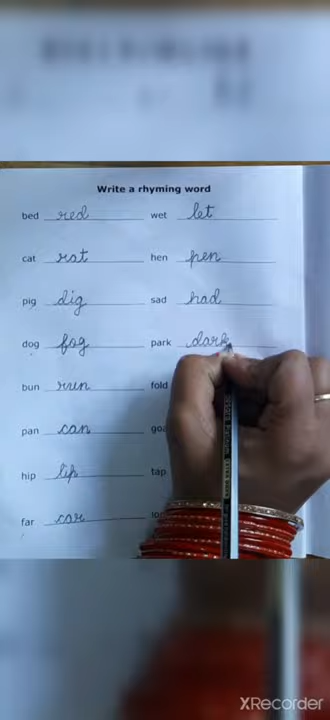 Write a rhyming word
bed red wet let
cat rat hen pen
pig dig sad had
dog fog park dark
bun run fold
pan can
hip lip tap
far car
XRecorder